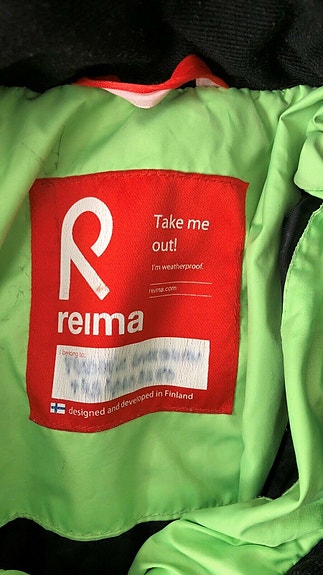 Take me
out!
I'm weatherproof.
reima.com
reima
I belong to:
designed and developed in Finland